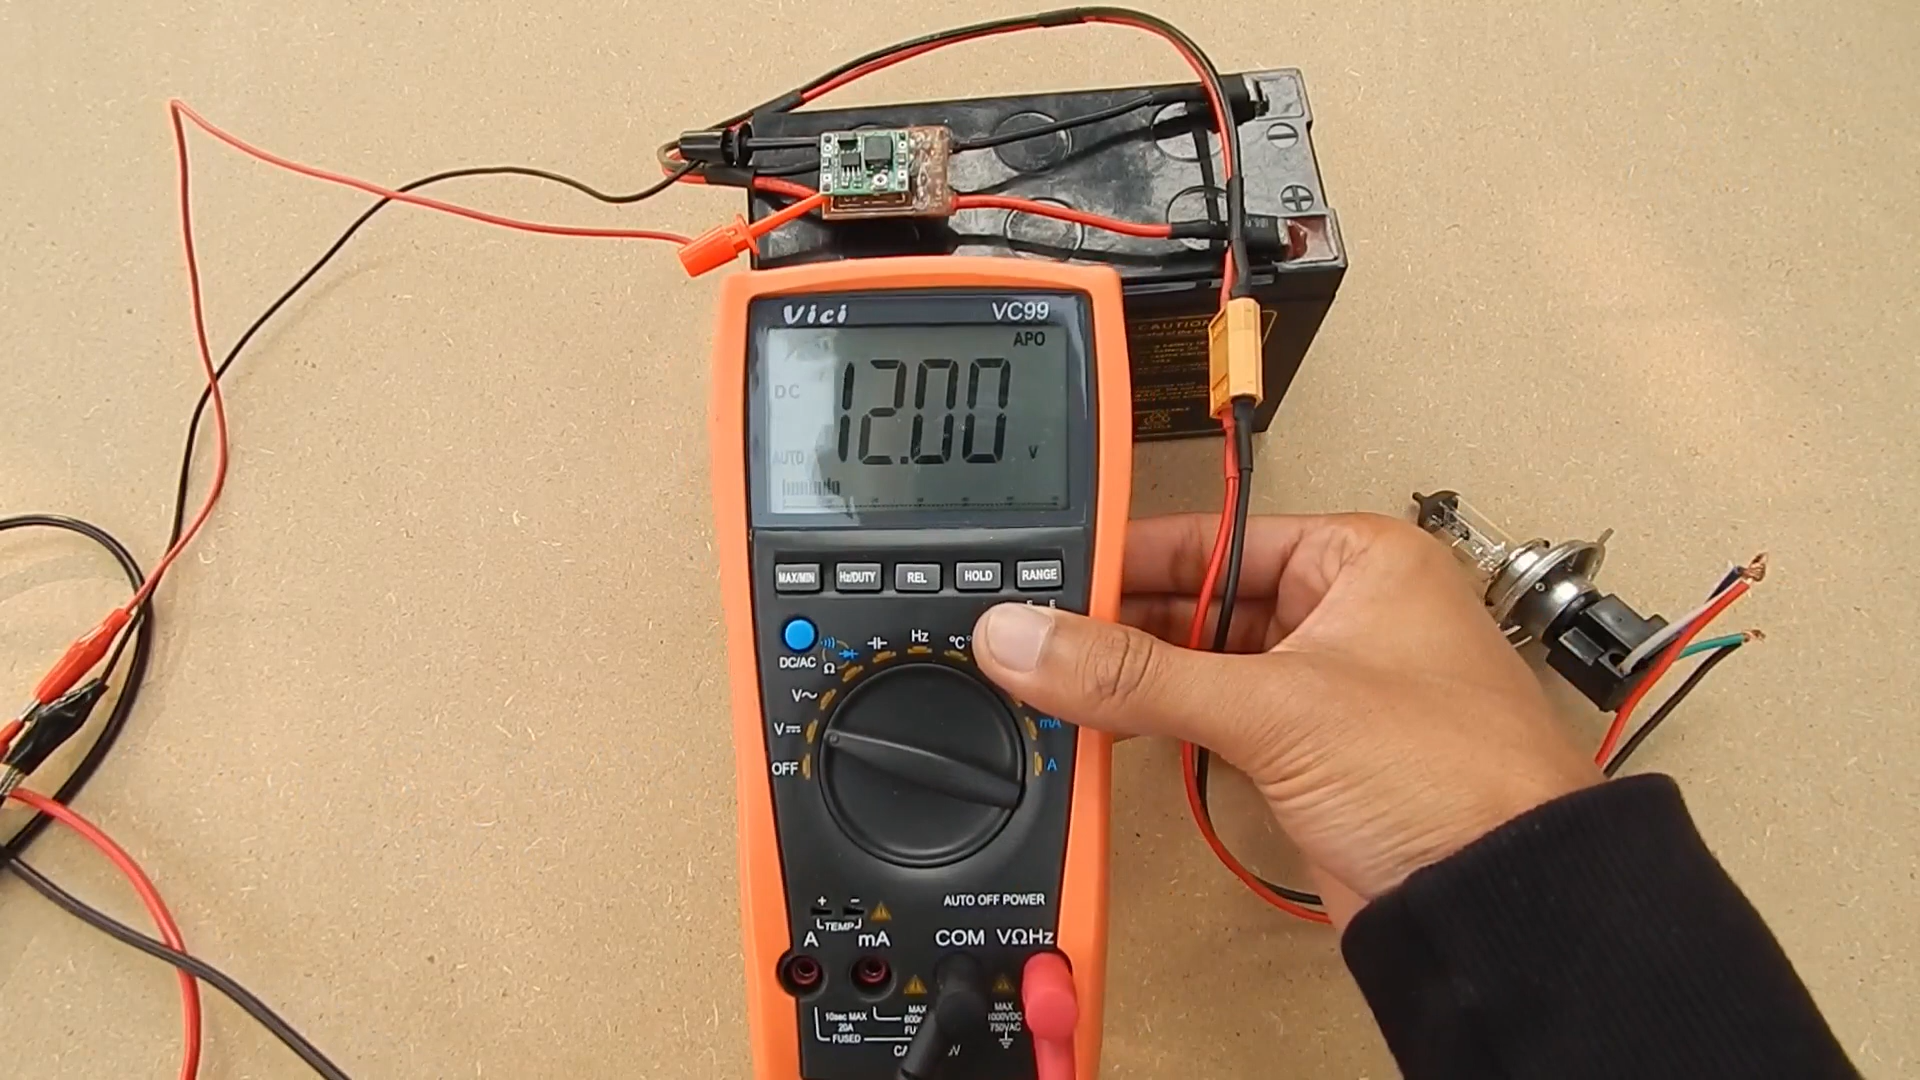 CAUTION
Vici VC99
APO
DC
12.00
AUTO
V
MAX/MIN Hz/DUTY REL HOLD RANGE
Hz
°C
DC/AC
Ω
V~
V
mA
OFF
A
AUTO OFF POWER
+ −
TEMP
A mA COM VΩHz
10sec MAX
20A
FUSED
MAX
MAX
1000VDC
750VAC